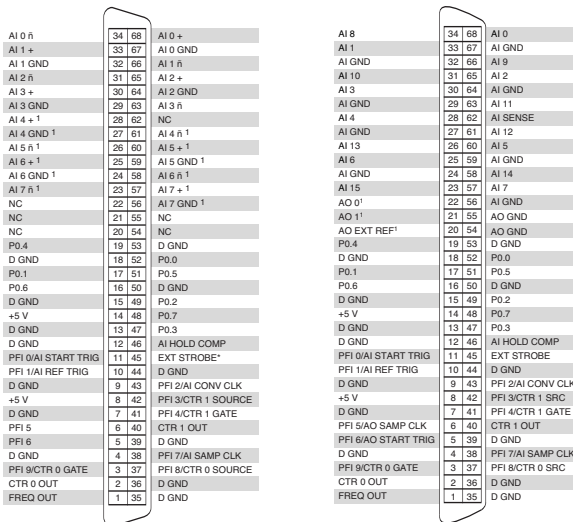 AI 0 ñ 34 68 AI 0 +
AI 1 + 33 67 AI 0 GND
AI 1 GND 32 66 AI 1 ñ
AI 2 ñ 31 65 AI 2 +
AI 3 + 30 64 AI 2 GND
AI 3 GND 29 63 AI 3 ñ
AI 4 + 1 28 62 NC
AI 4 GND 1 27 61 AI 4 ñ 1
AI 5 ñ 1 26 60 AI 5 + 1
AI 6 + 1 25 59 AI 5 GND 1
AI 6 GND 1 24 58 AI 6 ñ 1
AI 7 ñ 1 23 57 AI 7 + 1
NC 22 56 AI 7 GND 1
NC 21 55 NC
NC 20 54 NC
P0.4 19 53 D GND
D GND 18 52 P0.0
P0.1 17 51 P0.5
P0.6 16 50 D GND
D GND 15 49 P0.2
+5 V 14 48 P0.7
D GND 13 47 P0.3
D GND 12 46 AI HOLD COMP
PFI 0/AI START TRIG 11 45 EXT STROBE*
PFI 1/AI REF TRIG 10 44 D GND
D GND 9 43 PFI 2/AI CONV CLK
+5 V 8 42 PFI 3/CTR 1 SOURCE
D GND 7 41 PFI 4/CTR 1 GATE
PFI 5 6 40 CTR 1 OUT
PFI 6 5 39 D GND
D GND 4 38 PFI 7/AI SAMP CLK
PFI 9/CTR 0 GATE 3 37 PFI 8/CTR 0 SOURCE
CTR 0 OUT 2 36 D GND
FREQ OUT 1 35 D GND
AI 8 34 68 AI 0
AI 1 33 67 AI GND
AI GND 32 66 AI 9
AI 10 31 65 AI 2
AI 3 30 64 AI GND
AI GND 29 63 AI 11
AI 4 28 62 AI SENSE
AI GND 27 61 AI 12
AI 13 26 60 AI 5
AI 6 25 59 AI GND
AI GND 24 58 AI 14
AI 15 23 57 AI 7
AO 0¹ 22 56 AI GND
AO 1¹ 21 55 AO GND
AO EXT REF¹ 20 54 AO GND
P0.4 19 53 D GND
D GND 18 52 P0.0
P0.1 17 51 P0.5
P0.6 16 50 D GND
D GND 15 49 P0.2
+5 V 14 48 P0.7
D GND 13 47 P0.3
D GND 12 46 AI HOLD COMP
PFI 0/AI START TRIG 11 45 EXT STROBE
PFI 1/AI REF TRIG 10 44 D GND
D GND 9 43 PFI 2/AI CONV CLK
+5 V 8 42 PFI 3/CTR 1 SRC
D GND 7 41 PFI 4/CTR 1 GATE
PFI 5/AO SAMP CLK 6 40 CTR 1 OUT
PFI 6/AO START TRIG 5 39 D GND
D GND 4 38 PFI 7/AI SAMP CLK
PFI 9/CTR 0 GATE 3 37 PFI 8/CTR 0 SRC
CTR 0 OUT 2 36 D GND
FREQ OUT 1 35 D GND